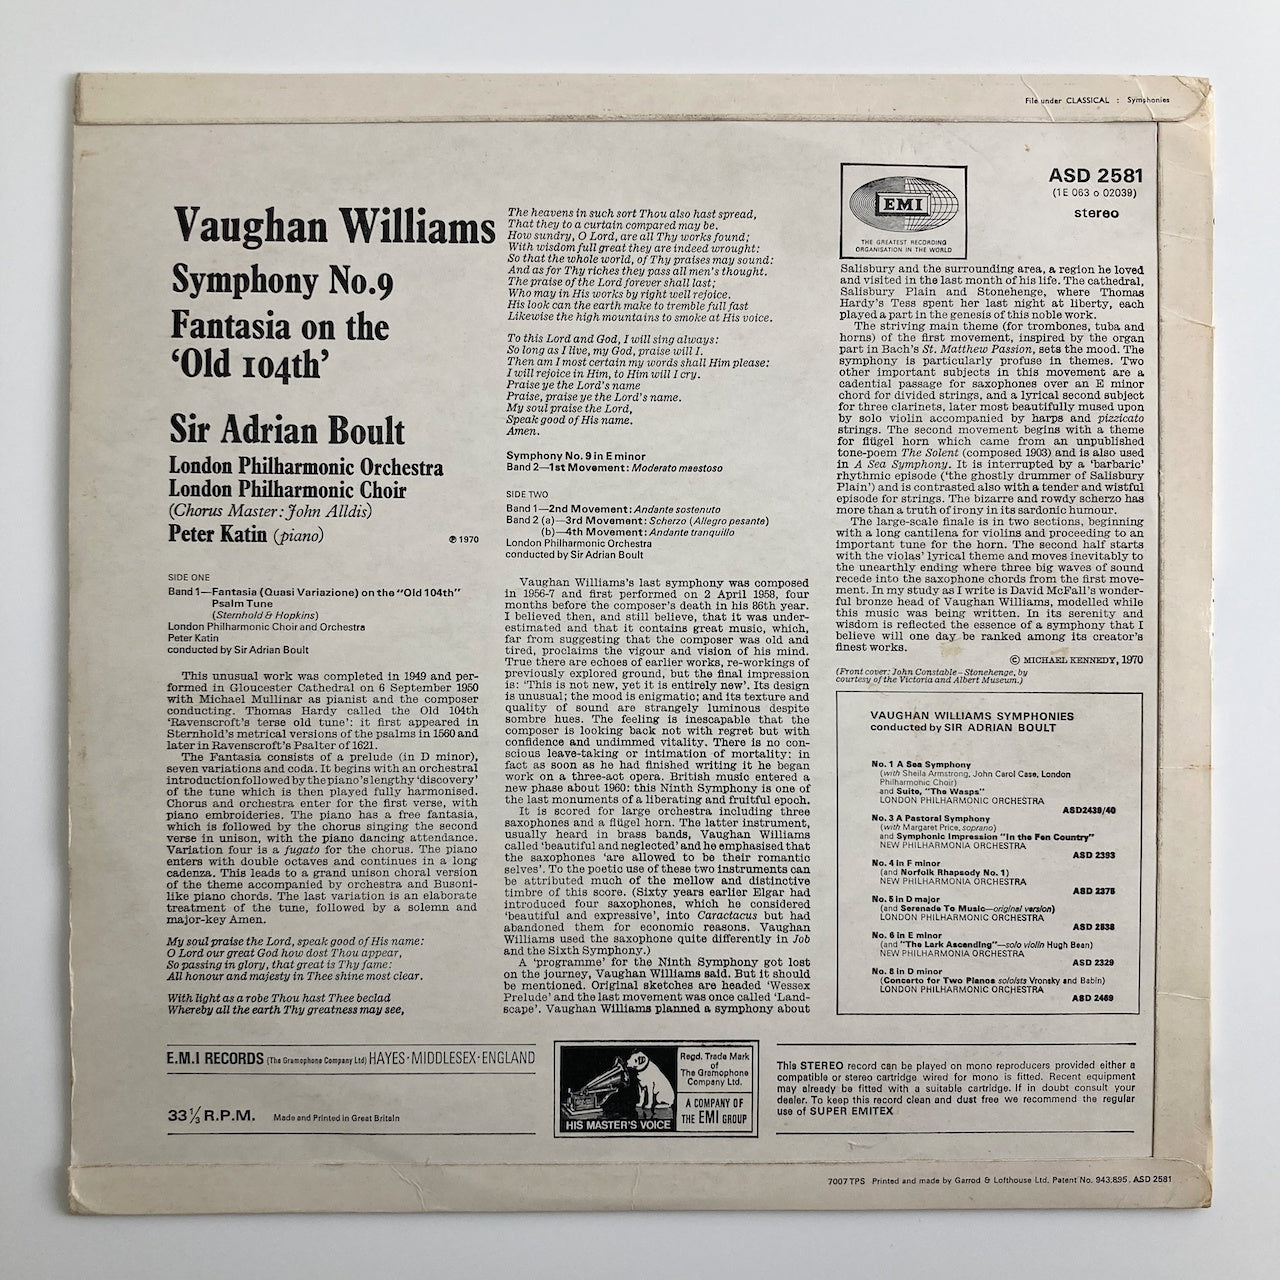 File under CLASSICAL : Symphonies
Vaughan Williams
Symphony No.9
Fantasia on the
‘Old 104th’
Sir Adrian Boult
London Philharmonic Orchestra
London Philharmonic Choir
(Chorus Master: John Alldis)
Peter Katin (piano)
℗ 1970
SIDE ONE
Band 1—Fantasia (Quasi Variazione) on the "Old 104th"
Psalm Tune
(Sternhold & Hopkins)
London Philharmonic Choir and Orchestra
Peter Katin
conducted by Sir Adrian Boult
This unusual work was completed in 1949 and per-
formed in Gloucester Cathedral on 6 September 1950
with Michael Mullinar as pianist and the composer
conducting. Thomas Hardy called the Old 104th
‘Ravenscroft's terse old tune’: it first appeared in
Sternhold's metrical versions of the psalms in 1560 and
later in Ravenscroft's Psalter of 1621.
The Fantasia consists of a prelude (in D minor),
seven variations and coda. It begins with an orchestral
introduction followed by the piano's lengthy ‘discovery’
of the tune which is then played fully harmonised.
Chorus and orchestra enter for the first verse, with
piano embroideries. The piano has a free fantasia,
which is followed by the chorus singing the second
verse in unison, with the piano dancing attendance.
Variation four is a fugato for the chorus. The piano
enters with double octaves and continues in a long
cadenza. This leads to a grand unison choral version
of the theme accompanied by orchestra and Busoni-
like piano chords. The last variation is an elaborate
treatment of the tune, followed by a solemn and
major-key Amen.
My soul praise the Lord, speak good of His name:
O Lord our great God how dost Thou appear,
So passing in glory, that great is Thy fame:
All honour and majesty in Thee shine most clear.
With light as a robe Thou hast Thee beclad
Whereby all the earth Thy greatness may see,
The heavens in such sort Thou also hast spread,
That they to a curtain compared may be.
How sundry, O Lord, are all Thy works found;
With wisdom full great they are indeed wrought:
So that the whole world, of Thy praises may sound:
And as for Thy riches they pass all men's thought.
The praise of the Lord forever shall last;
Who may in His works by right well rejoice.
His look can the earth make to tremble full fast
Likewise the high mountains to smoke at His voice.
To this Lord and God, I will sing always:
So long as I live, my God, praise will I.
Then am I most certain my words shall Him please:
I will rejoice in Him, to Him will I cry.
Praise ye the Lord's name
Praise, praise ye the Lord's name.
My soul praise the Lord,
Speak good of His name.
Amen.
Symphony No. 9 in E minor
Band 2—1st Movement: Moderato maestoso
SIDE TWO
Band 1—2nd Movement: Andante sostenuto
Band 2 (a)—3rd Movement: Scherzo (Allegro pesante)
(b)—4th Movement: Andante tranquillo
London Philharmonic Orchestra
conducted by Sir Adrian Boult
Vaughan Williams's last symphony was composed
in 1956-7 and first performed on 2 April 1958, four
months before the composer's death in his 86th year.
I believed then, and still believe, that it was under-
estimated and that it contains great music, which,
far from suggesting that the composer was old and
tired, proclaims the vigour and vision of his mind.
True there are echoes of earlier works, re-workings of
previously explored ground, but the final impression
is: ‘This is not new, yet it is entirely new’. Its design
is unusual; the mood is enigmatic; and its texture and
quality of sound are strangely luminous despite
sombre hues. The feeling is inescapable that the
composer is looking back not with regret but with
confidence and undimmed vitality. There is no con-
scious leave-taking or intimation of mortality: in
fact as soon as he had finished writing it he began
work on a three-act opera. British music entered a
new phase about 1960: this Ninth Symphony is one of
the last monuments of a liberating and fruitful epoch.
It is scored for large orchestra including three
saxophones and a flügel horn. The latter instrument,
usually heard in brass bands, Vaughan Williams
called ‘beautiful and neglected’ and he emphasised that
the saxophones ‘are allowed to be their romantic
selves’. To the poetic use of these two instruments can
be attributed much of the mellow and distinctive
timbre of this score. (Sixty years earlier Elgar had
introduced four saxophones, which he considered
‘beautiful and expressive’, into Caractacus but had
abandoned them for economic reasons. Vaughan
Williams used the saxophone quite differently in Job
and the Sixth Symphony.)
A ‘programme’ for the Ninth Symphony got lost
on the journey, Vaughan Williams said. But it should
be mentioned. Original sketches are headed ‘Wessex
Prelude’ and the last movement was once called ‘Land-
scape’. Vaughan Williams planned a symphony about
EMI
THE GREATEST RECORDING
ORGANISATION IN THE WORLD
ASD 2581
(1E 063 o 02039)
stereo
Salisbury and the surrounding area, a region he loved
and visited in the last month of his life. The cathedral,
Salisbury Plain and Stonehenge, where Thomas
Hardy's Tess spent her last night at liberty, each
played a part in the genesis of this noble work.
The striving main theme (for trombones, tuba and
horns) of the first movement, inspired by the organ
part in Bach's St. Matthew Passion, sets the mood. The
symphony is particularly profuse in themes. Two
other important subjects in this movement are a
cadential passage for saxophones over an E minor
chord for divided strings, and a lyrical second subject
for three clarinets, later most beautifully mused upon
by solo violin accompanied by harps and pizzicato
strings. The second movement begins with a theme
for flügel horn which came from an unpublished
tone-poem The Solent (composed 1903) and is also used
in A Sea Symphony. It is interrupted by a ‘barbaric’
rhythmic episode (‘the ghostly drummer of Salisbury
Plain’) and is contrasted also with a tender and wistful
episode for strings. The bizarre and rowdy scherzo has
more than a truth of irony in its sardonic humour.
The large-scale finale is in two sections, beginning
with a long cantilena for violins and proceeding to an
important tune for the horn. The second half starts
with the violas' lyrical theme and moves inevitably to
the unearthly ending where three big waves of sound
recede into the saxophone chords from the first move-
ment. In my study as I write is David McFall's wonder-
ful bronze head of Vaughan Williams, modelled while
this music was being written. In its serenity and
wisdom is reflected the essence of a symphony that I
believe will one day be ranked among its creator's
finest works.
© MICHAEL KENNEDY, 1970
(Front cover: John Constable–Stonehenge, by
courtesy of the Victoria and Albert Museum.)
VAUGHAN WILLIAMS SYMPHONIES
conducted by SIR ADRIAN BOULT
No. 1 A Sea Symphony
(with Sheila Armstrong, John Carol Case, London
Philharmonic Choir)
and Suite, "The Wasps"
LONDON PHILHARMONIC ORCHESTRA
ASD2439/40
No. 3 A Pastoral Symphony
(with Margaret Price, soprano)
and Symphonic Impression "In the Fen Country"
NEW PHILHARMONIA ORCHESTRA
ASD 2393
No. 4 in F minor
(and Norfolk Rhapsody No. 1)
NEW PHILHARMONIA ORCHESTRA
ASD 2375
No. 5 in D major
(and Serenade To Music—original version)
LONDON PHILHARMONIC ORCHESTRA
ASD 2538
No. 6 in E minor
(and "The Lark Ascending"—solo violin Hugh Bean)
NEW PHILHARMONIA ORCHESTRA
ASD 2329
No. 8 in D minor
(Concerto for Two Pianos soloists Vronsky and Babin)
LONDON PHILHARMONIC ORCHESTRA
ASD 2469
E.M.I RECORDS (The Gramophone Company Ltd) HAYES · MIDDLESEX · ENGLAND
33⅓ R.P.M. Made and Printed in Great Britain
HIS MASTER'S VOICE
Regd. Trade Mark
of
The Gramophone
Company Ltd.
A COMPANY OF
THE EMI GROUP
This STEREO record can be played on mono reproducers provided either a
compatible or stereo cartridge wired for mono is fitted. Recent equipment
may already be fitted with a suitable cartridge. If in doubt consult your
dealer. To keep this record clean and dust free we recommend the regular
use of SUPER EMITEX
7007 TPS Printed and made by Garrod & Lofthouse Ltd. Patent No. 943,895. ASD 2581